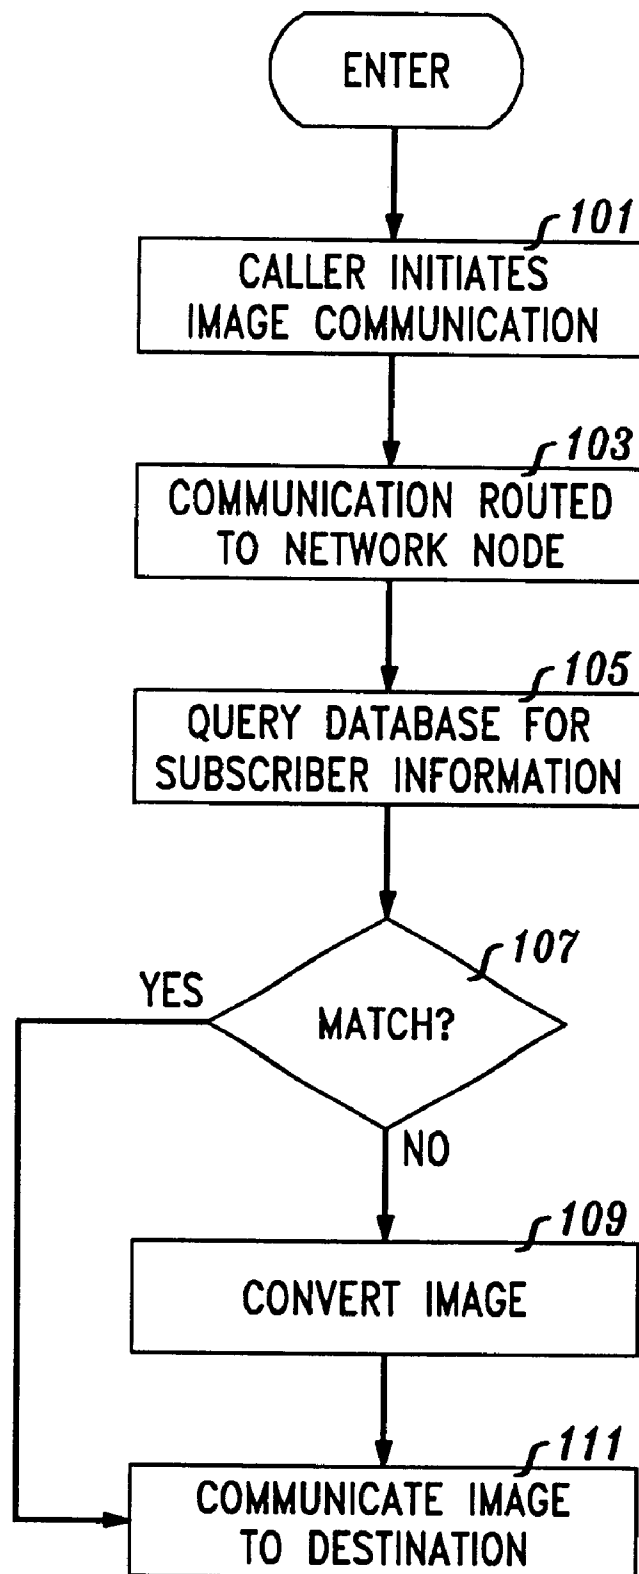 ENTER
101
CALLER INITIATES
IMAGE COMMUNICATION
103
COMMUNICATION ROUTED
TO NETWORK NODE
105
QUERY DATABASE FOR
SUBSCRIBER INFORMATION
107
YES
MATCH?
NO
109
CONVERT IMAGE
111
COMMUNICATE IMAGE
TO DESTINATION